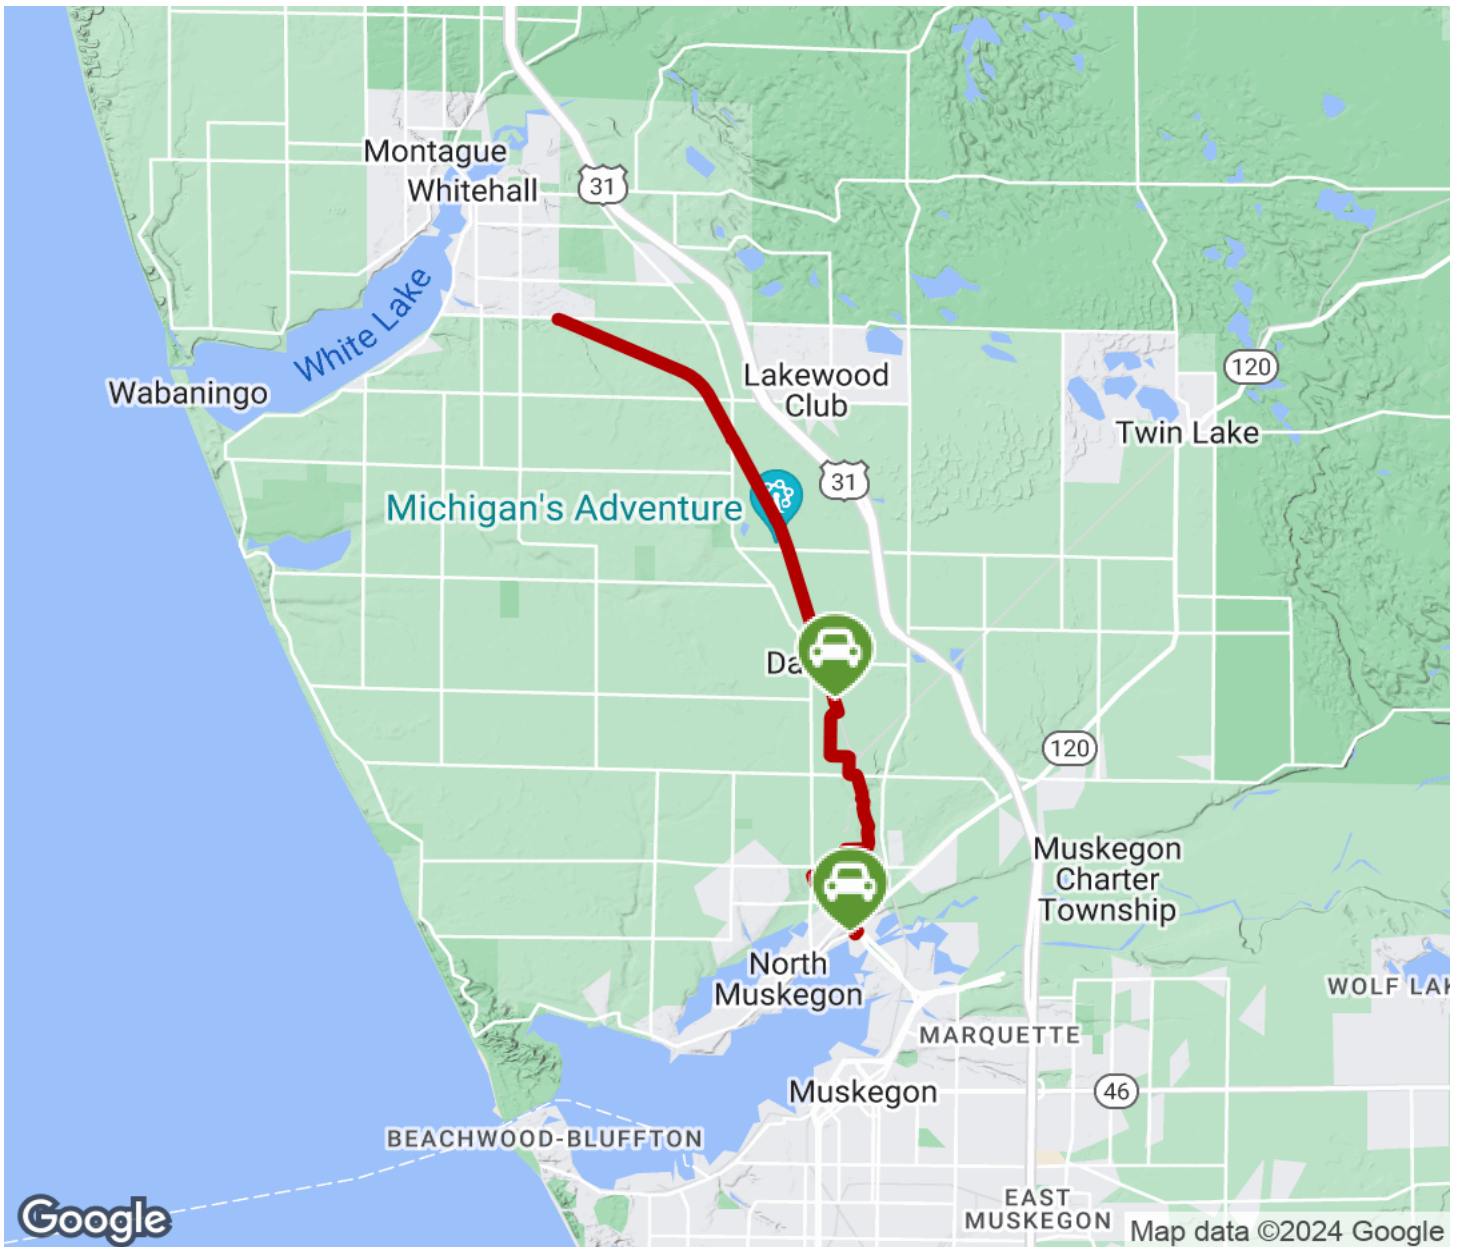 Montague
Whitehall
31
White Lake
Wabaningo
Lakewood
Club
120
Twin Lake
31
Michigan's Adventure
120
Muskegon
Charter
Township
North
Muskegon
WOLF
MARQUETTE
Muskegon
46
BEACHWOOD-BLUFFTON
EAST
MUSKEGON
Google
Map data ©2024 Google